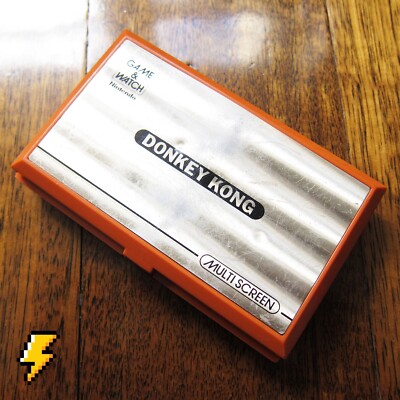 GAME
&
WATCH
Nintendo
DONKEY KONG
MULTI SCREEN